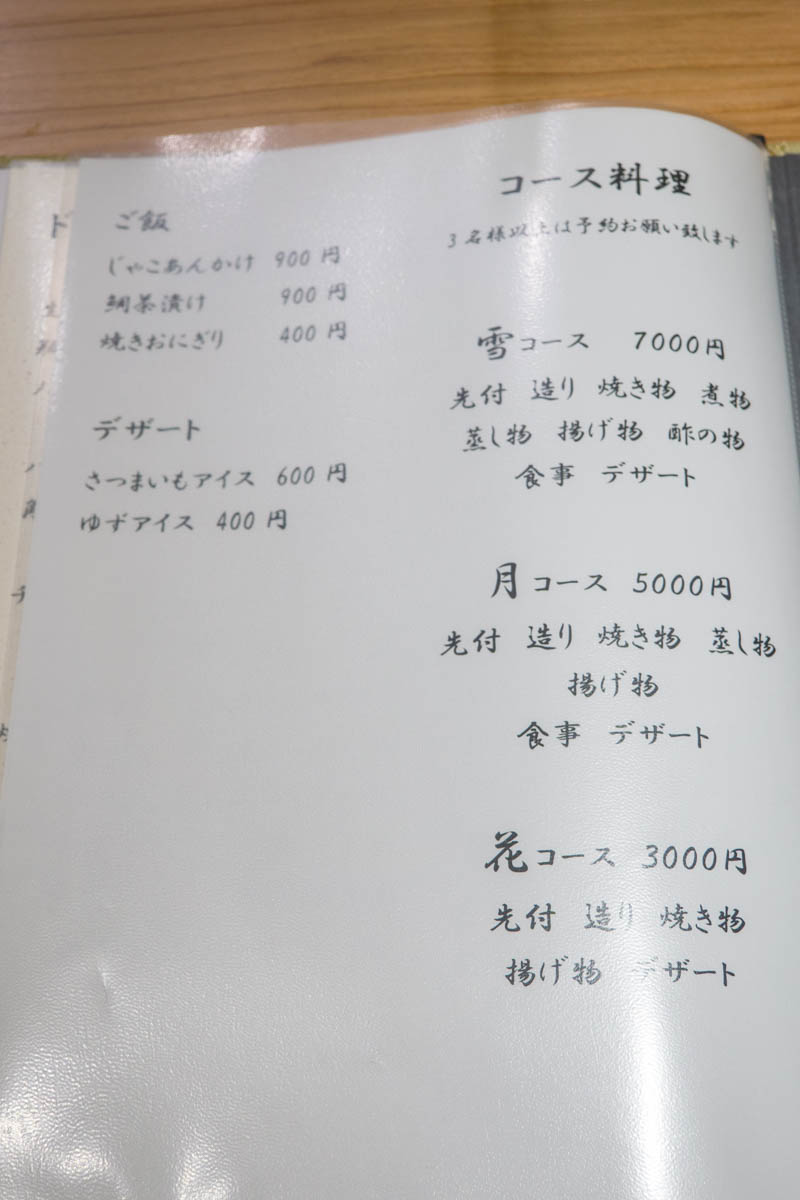 ご飯
じゃこあんかけ 900円
鯛茶漬け 900円
焼きおにぎり 400円
デザート
さつまいもアイス 600円
ゆずアイス 400円
コース料理
3名様以上は予約お願い致します
雪コース 7000円
先付 造り 焼き物 煮物
蒸し物 揚げ物 酢の物
食事 デザート
月コース 5000円
先付 造り 焼き物 蒸し物
揚げ物
食事 デザート
花コース 3000円
先付 造り 焼き物
揚げ物 デザート